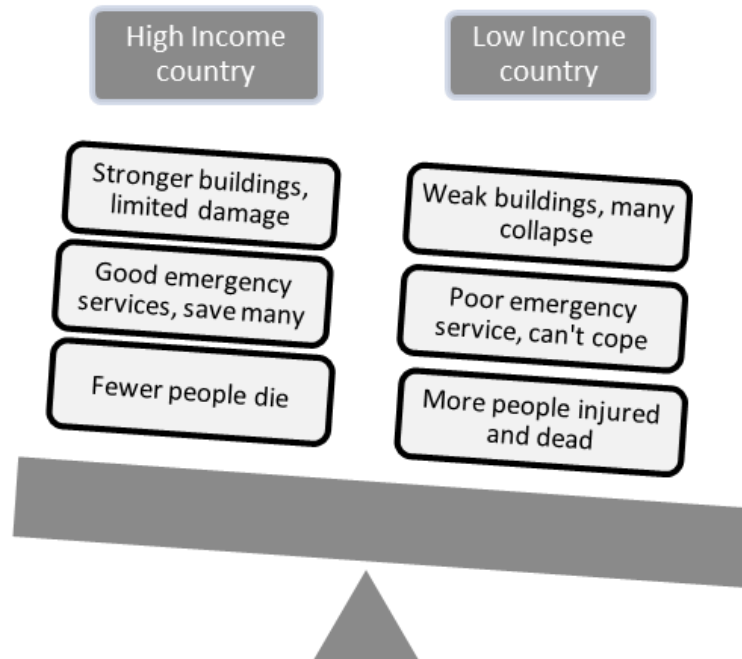 High Income
country
Low Income
country
Stronger buildings,
limited damage
Good emergency
services, save many
Fewer people die
Weak buildings, many
collapse
Poor emergency
service, can't cope
More people injured
and dead